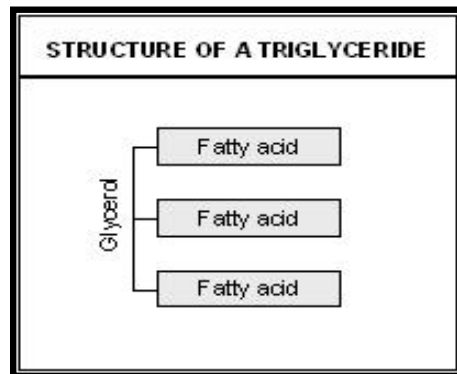 STRUCTURE OF A TRIGLYCERIDE
Glycerol
Fatty acid
Fatty acid
Fatty acid